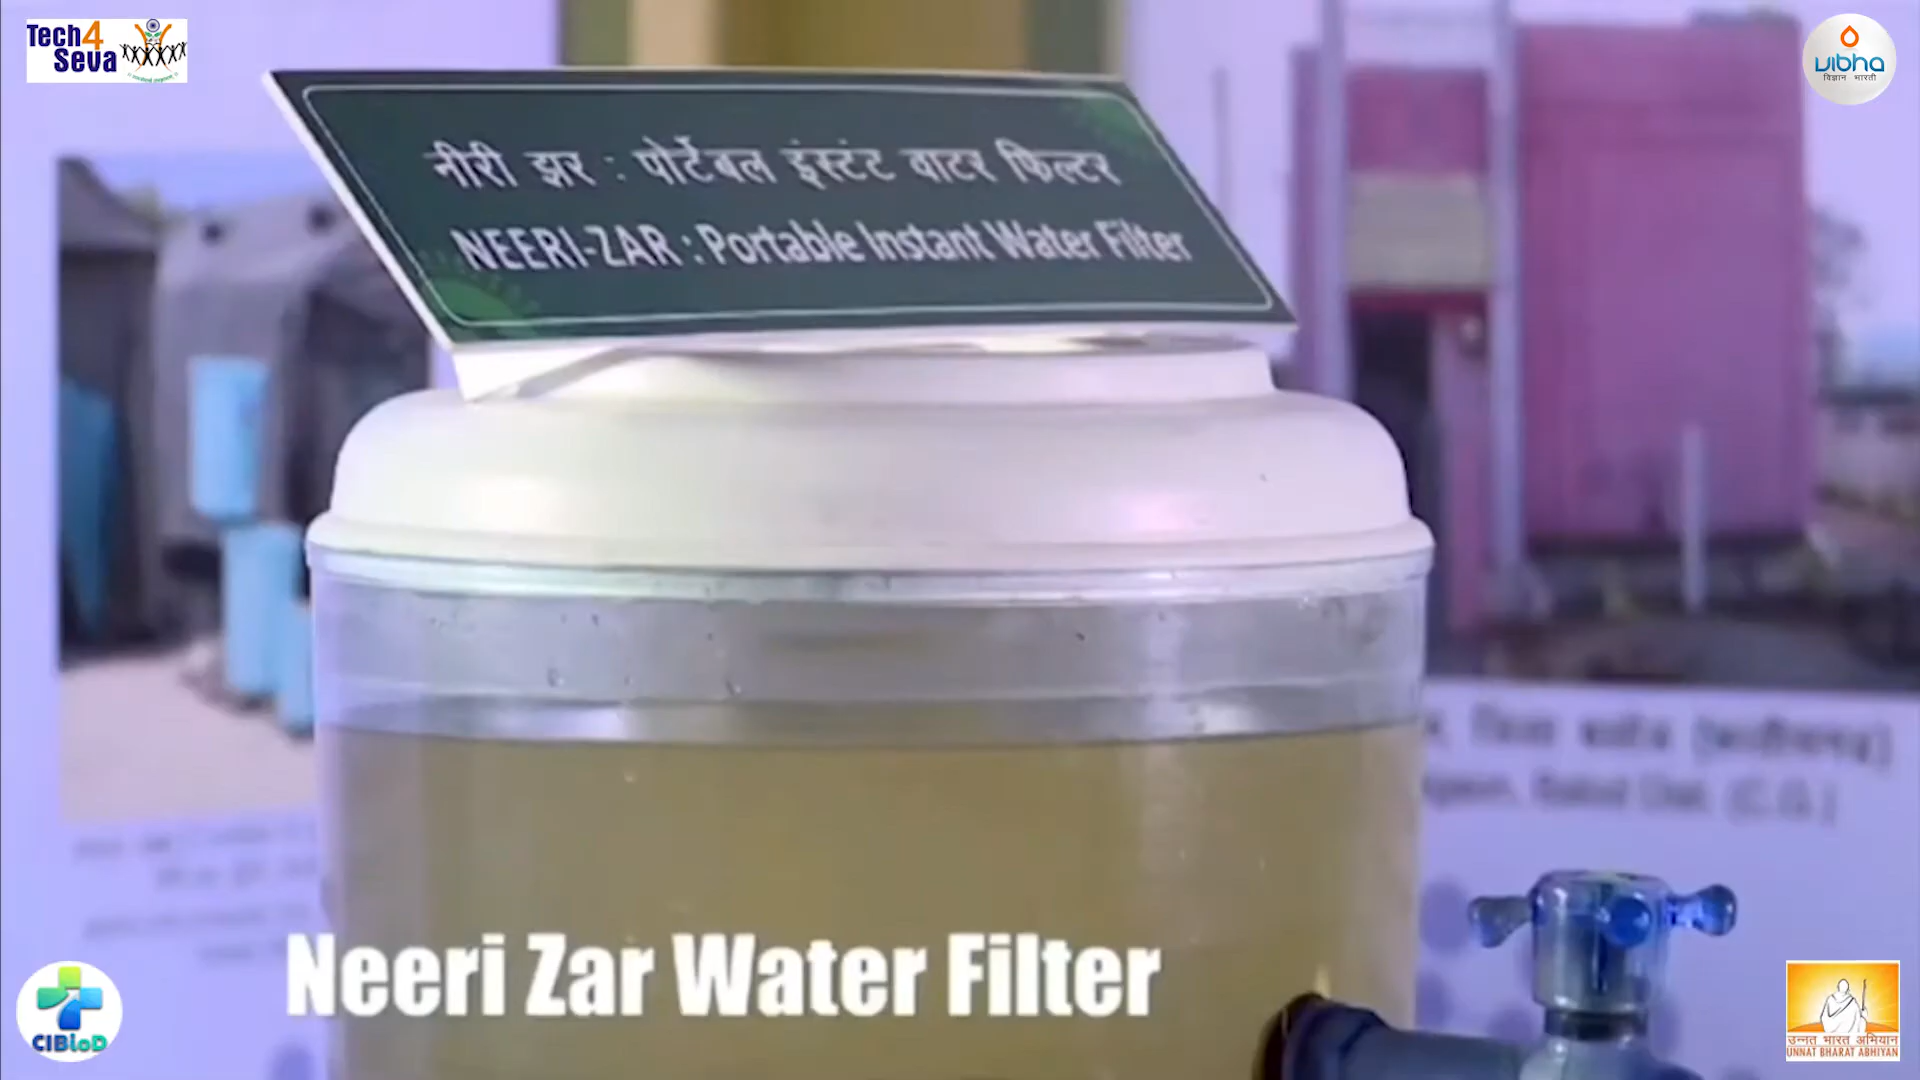 Tech4
Seva
vibha
विज्ञान भारती
नीरी झर : पोर्टेबल इंस्टंट वाटर फिल्टर
NEERI-ZAR : Portable Instant Water Filter
(C.G.)
Neeri Zar Water Filter
CIBioD
उन्नत भारत अभियान
UNNAT BHARAT ABHIYAN